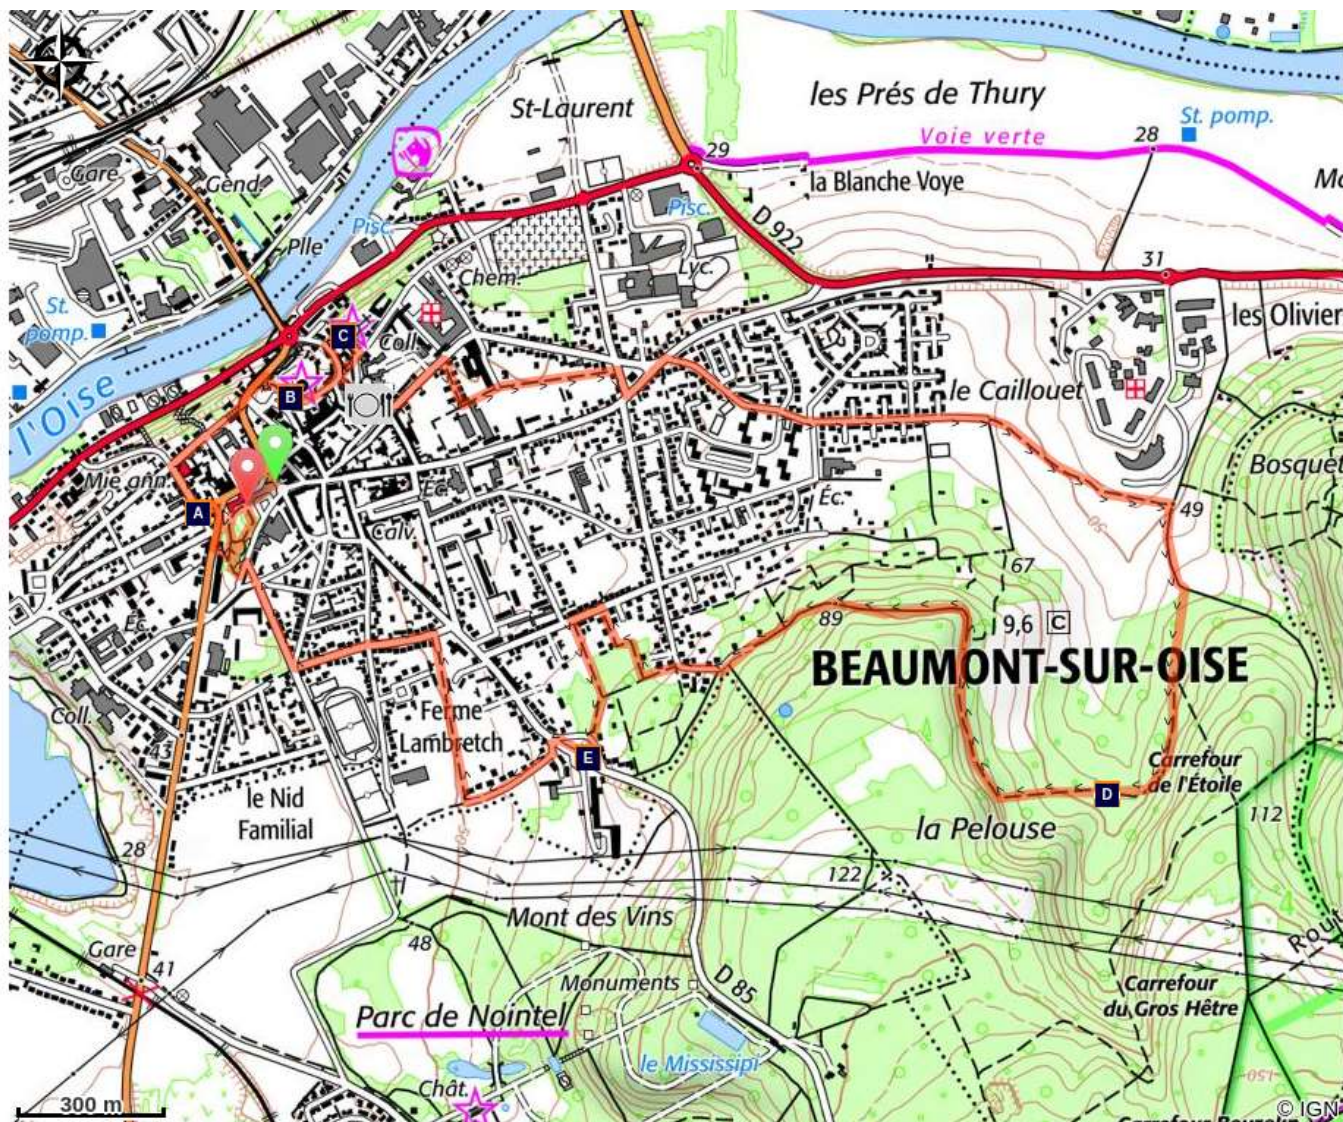 les Prés de Thury
St. pomp.
St-Laurent
Voie verte
28
29
Gare
Gend.
la Blanche Voye
Pisc.
Pisc.
D 922
Plle
Lyc.
31
Chem.
St.
pomp.
C
Coll.
les Olivier
D
le Caillouet
B
l'Oise
Mie ann.
Éc.
Bosquet
A
Éc.
49
Calv.
50
67
Éc.
89
9,6 C
BEAUMONT-SUR-OISE
Coll.
Ferme
Lambretch
43
E
Carrefour
de l'Étoile
D
le Nid
Familial
112
la Pelouse
50
28
122
Mont des Vins
48
Gare
41
Monuments
D 85
Carrefour
du Gros Hêtre
Parc de Nointel
le Mississipi
Chât.
150
300 m
© IGN